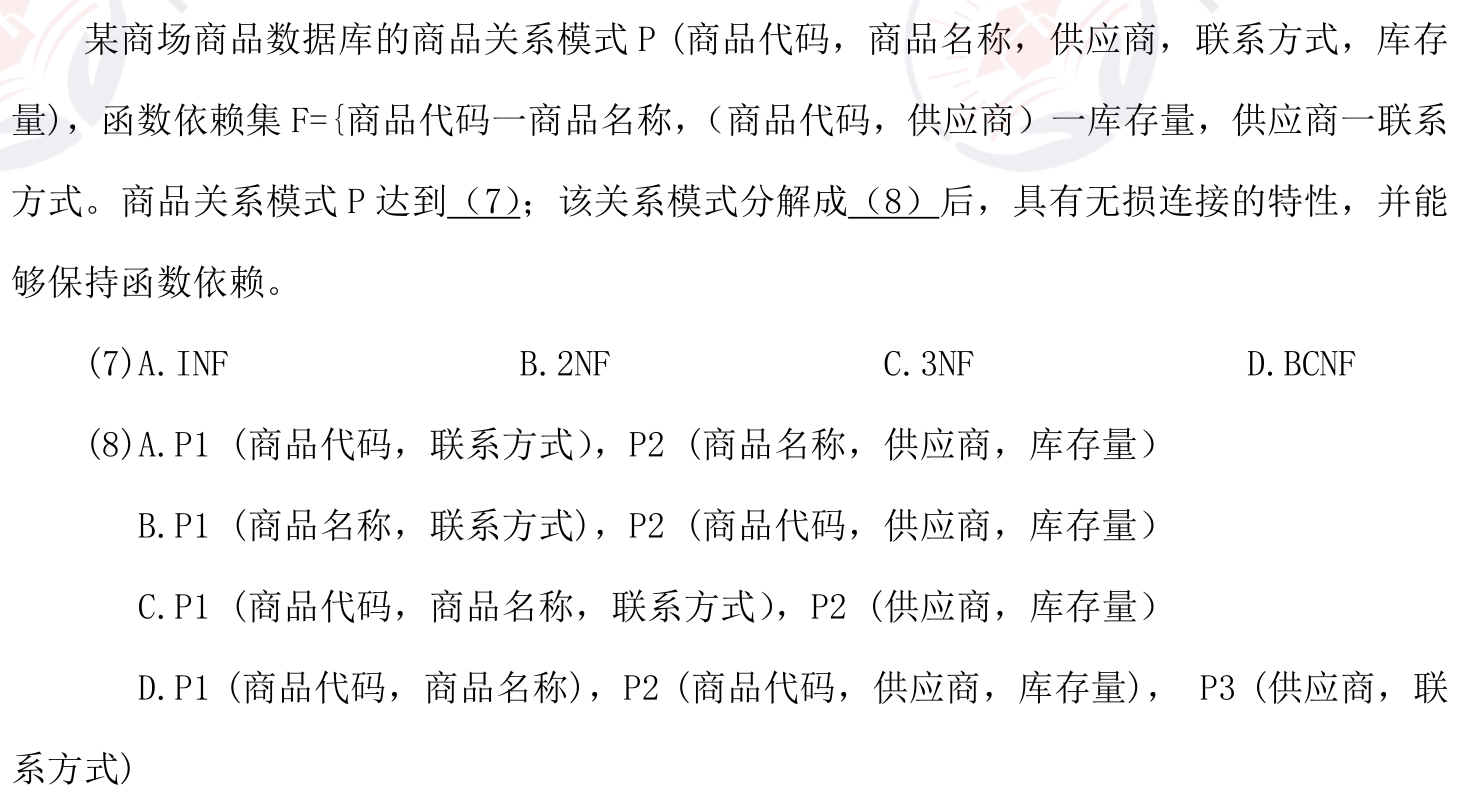 某商场商品数据库的商品关系模式 P (商品代码，商品名称，供应商，联系方式，库存
量)，函数依赖集 F={商品代码一商品名称，（商品代码，供应商）一库存量，供应商一联系
方式。商品关系模式 P 达到（7）；该关系模式分解成（8）后，具有无损连接的特性，并能
够保持函数依赖。
(7)A. INF B. 2NF C. 3NF D. BCNF
(8)A. P1 (商品代码，联系方式)，P2 (商品名称，供应商，库存量）
B. P1 (商品名称，联系方式)，P2 (商品代码，供应商，库存量）
C. P1 (商品代码，商品名称，联系方式)，P2 (供应商，库存量）
D. P1 (商品代码，商品名称)，P2 (商品代码，供应商，库存量)， P3 (供应商，联
系方式)